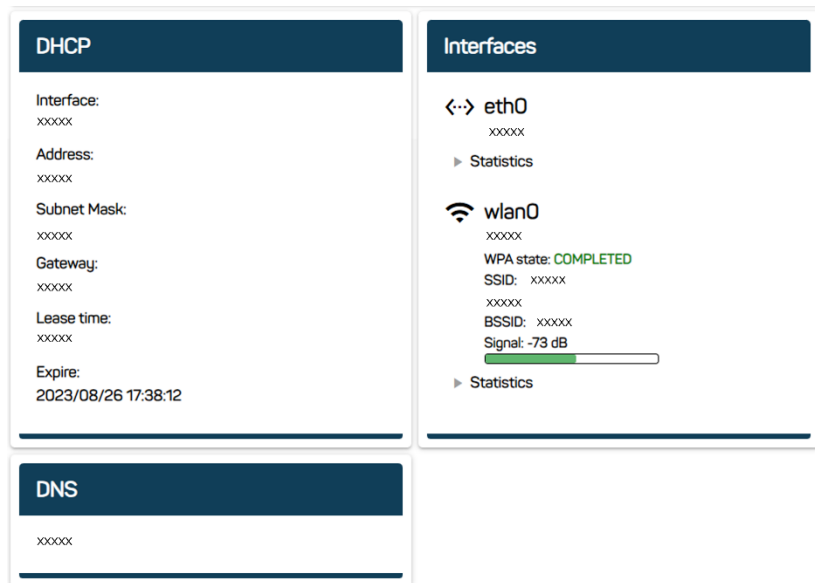 DHCP
Interface:
xxxxx
Address:
xxxxx
Subnet Mask:
xxxxx
Gateway:
xxxxx
Lease time:
xxxxx
Expire:
2023/08/26 17:38:12
Interfaces
eth0
xxxxx
Statistics
wlan0
xxxxx
WPA state: COMPLETED
SSID: xxxxx
xxxxx
BSSID: xxxxx
Signal: -73 dB
Statistics
DNS
xxxxx